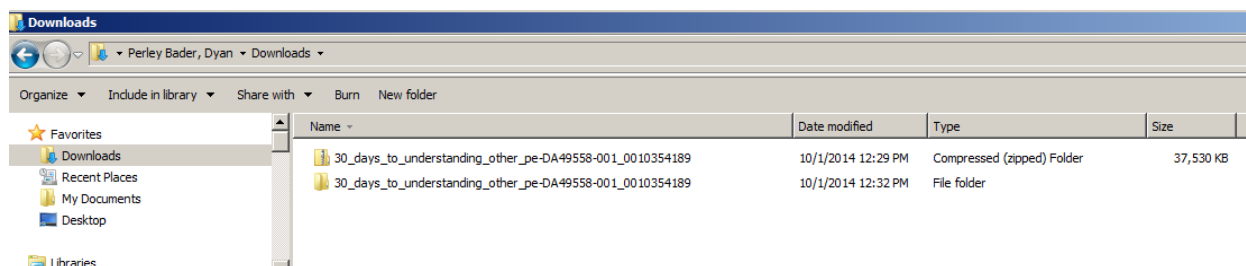 Downloads
Perley Bader, Dyan Downloads
Organize Include in library Share with Burn New folder
Favorites
Downloads
Recent Places
My Documents
Desktop
Libraries
Name Date modified Type Size
30_days_to_understanding_other_pe-DA49558-001_0010354189 10/1/2014 12:29 PM Compressed (zipped) Folder 37,530 KB
30_days_to_understanding_other_pe-DA49558-001_0010354189 10/1/2014 12:32 PM File folder